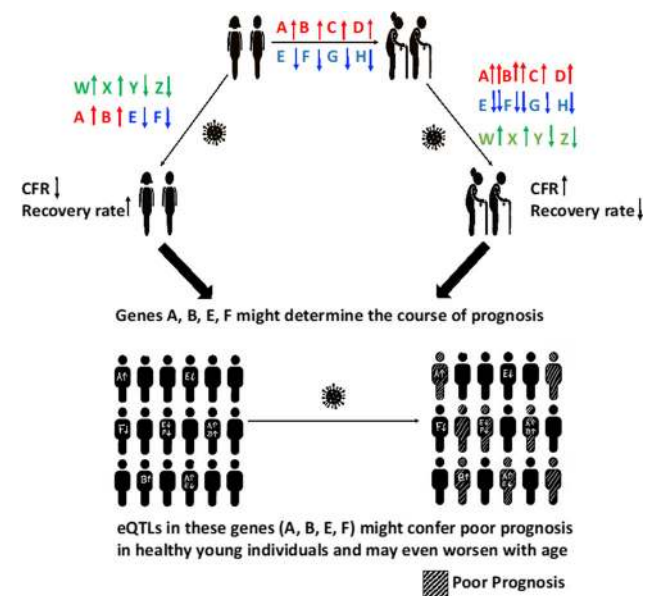 A↑B ↑C↑ D↑
E ↓F↓ G↓ H↓
W↑X↑Y↓Z↓
A↑B↑E↓F↓
A↑↑B↑↑C↑ D↑
E↓↓F↓↓G↓ H↓
W↑X↑Y↓Z↓
CFR↓
Recovery rate↑
CFR↑
Recovery rate↓
Genes A, B, E, F might determine the course of prognosis
A↑ E↓
A↑ E↓
F↓ E↓ A↑
F↓ B↑
F↓ E↓ A↑
F↓ B↑
B↑ A↑
E↓
B↑ A↑
E↓
eQTLs in these genes (A, B, E, F) might confer poor prognosis
in healthy young individuals and may even worsen with age
Poor Prognosis